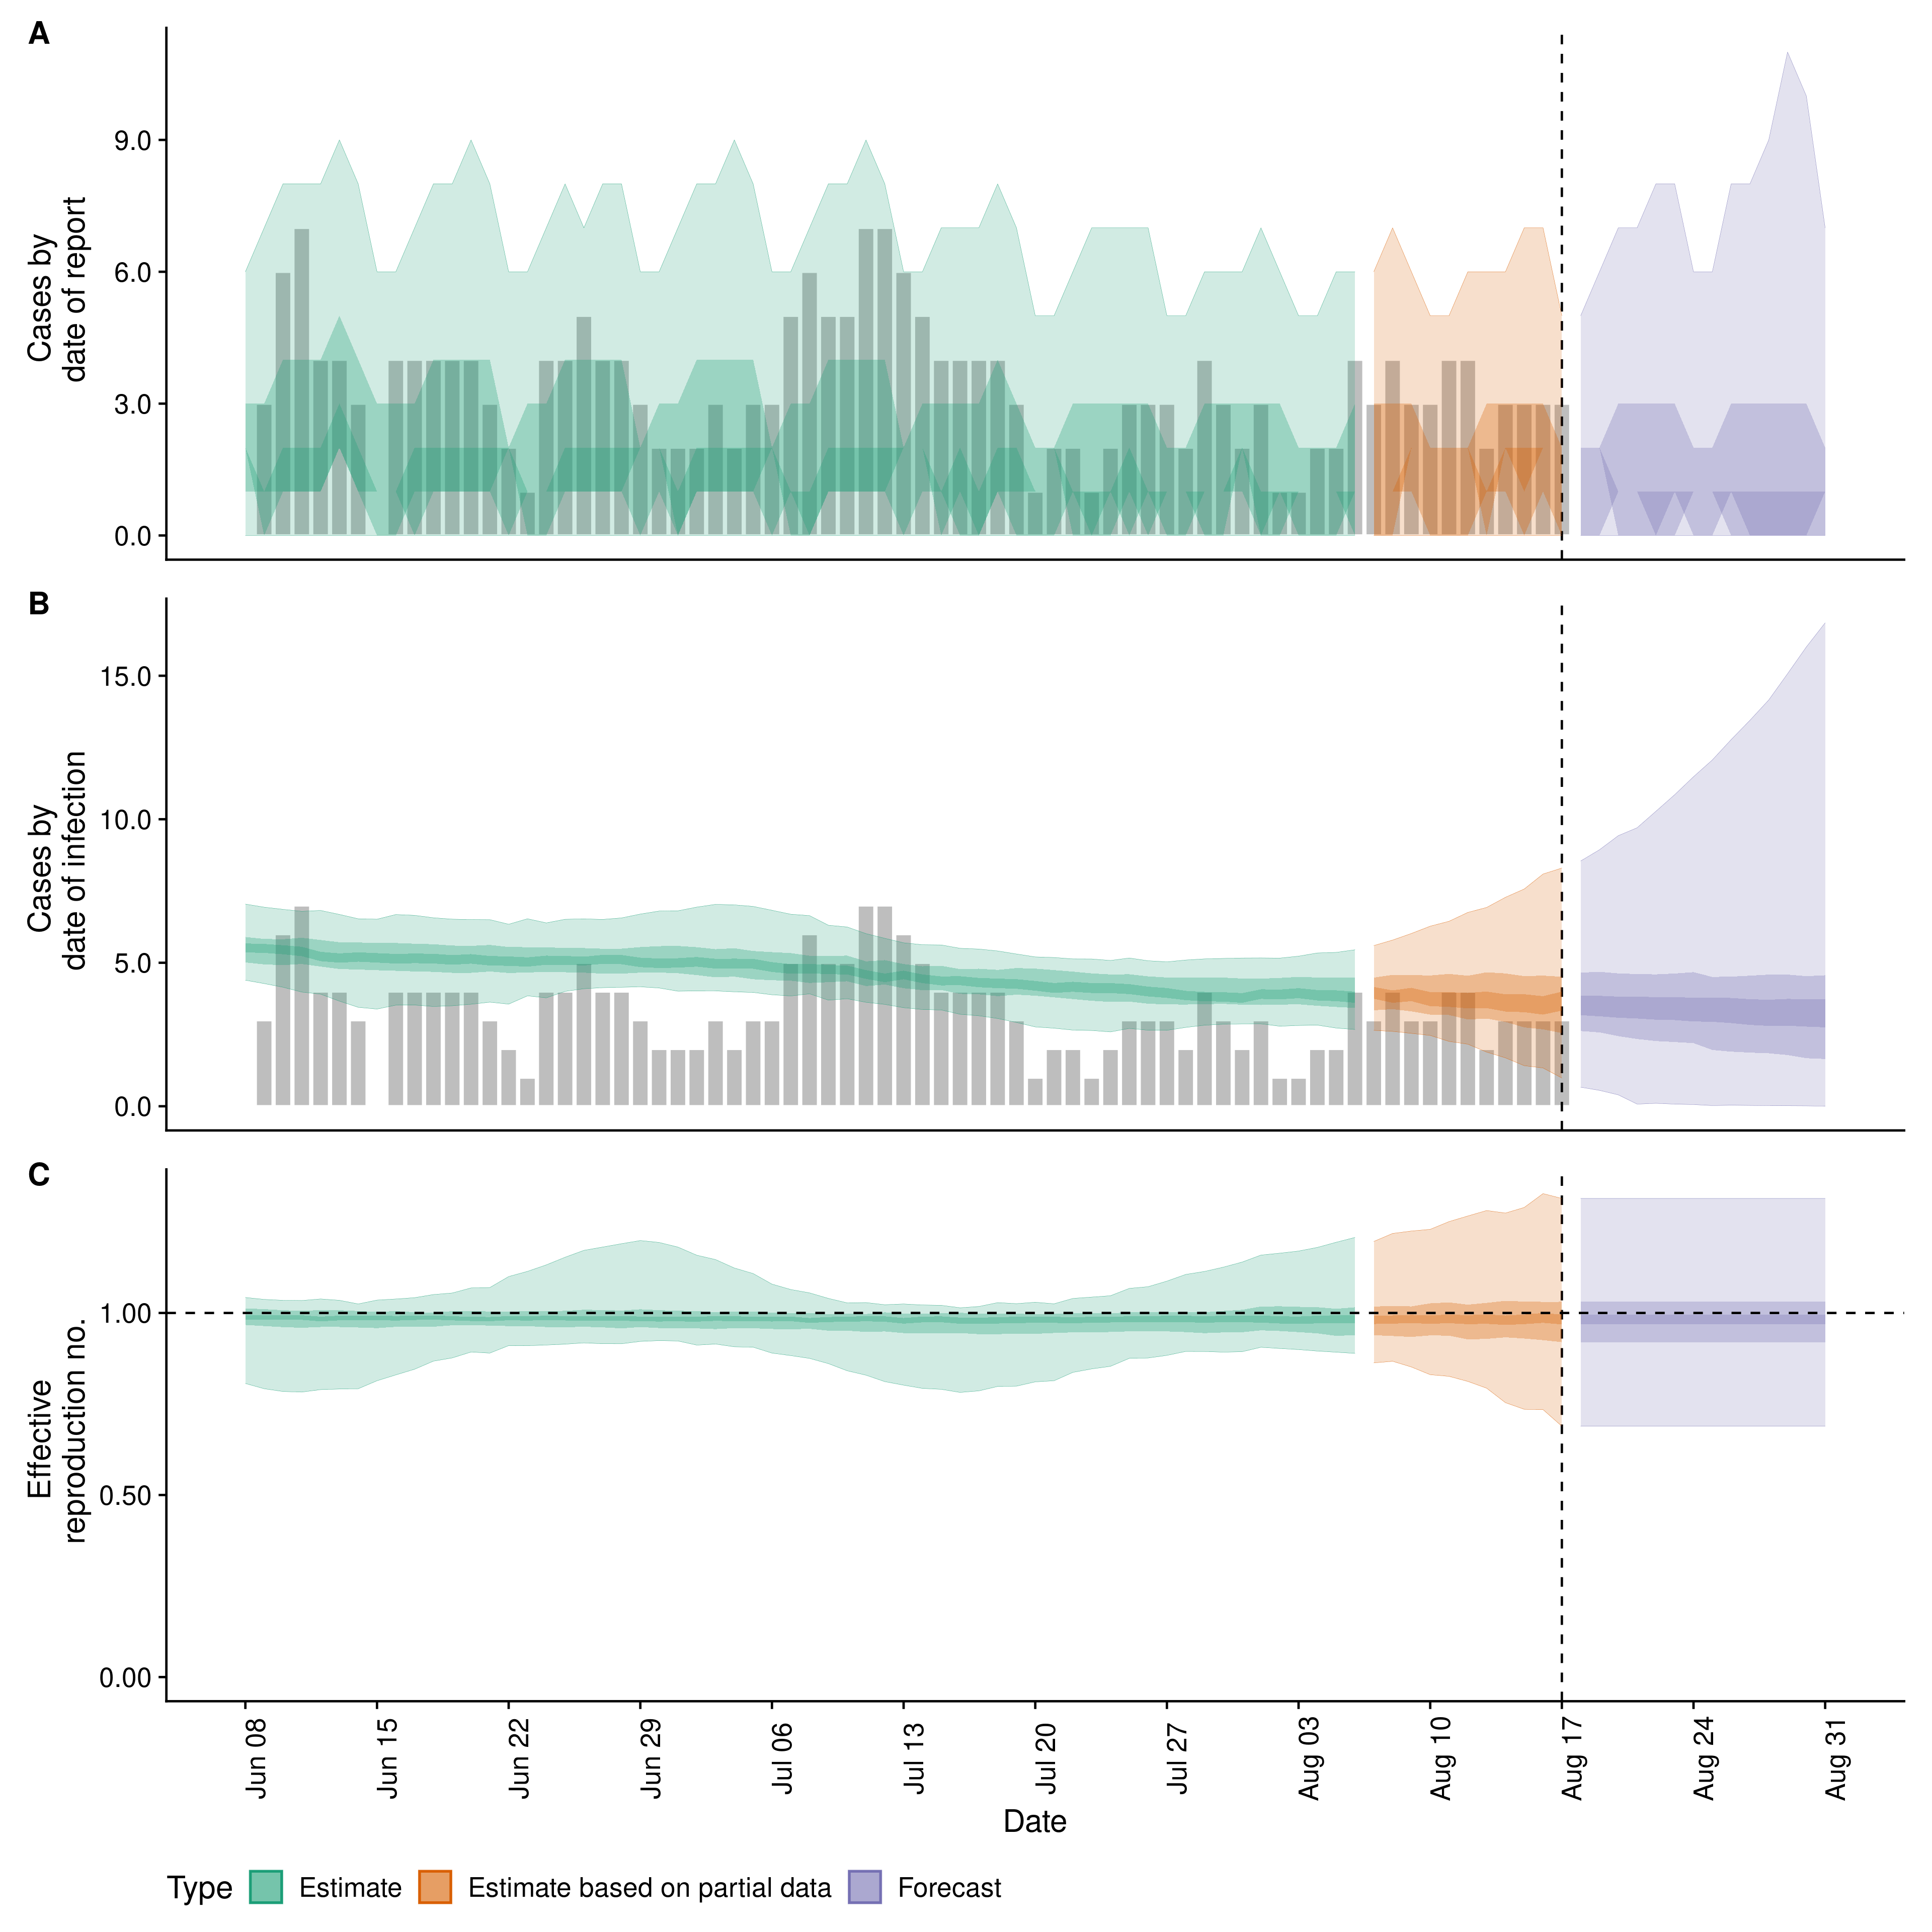 A
Cases by
date of report
9.0
6.0
3.0
0.0
B
Cases by
date of infection
15.0
10.0
5.0
0.0
C
Effective
reproduction no.
1.00
0.50
0.00
Jun 08
Jun 15
Jun 22
Jun 29
Jul 06
Jul 13
Jul 20
Jul 27
Aug 03
Aug 10
Aug 17
Aug 24
Aug 31
Date
Type Estimate Estimate based on partial data Forecast